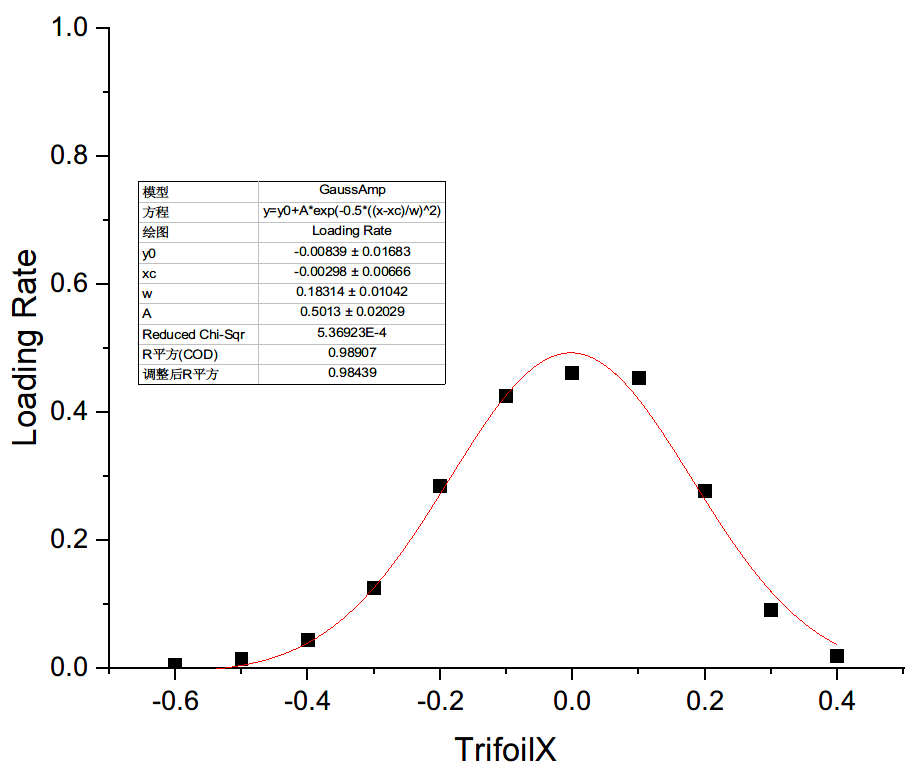 1.0
0.8
0.6
0.4
0.2
0.0
Loading Rate
模型 GaussAmp
方程 y=y0+A*exp(-0.5*((x-xc)/w)^2)
绘图 Loading Rate
y0 -0.00839 ± 0.01683
xc -0.00298 ± 0.00666
w 0.18314 ± 0.01042
A 0.5013 ± 0.02029
Reduced Chi-Sqr 5.36923E-4
R平方(COD) 0.98907
调整后R平方 0.98439
-0.6 -0.4 -0.2 0.0 0.2 0.4
TrifoilX